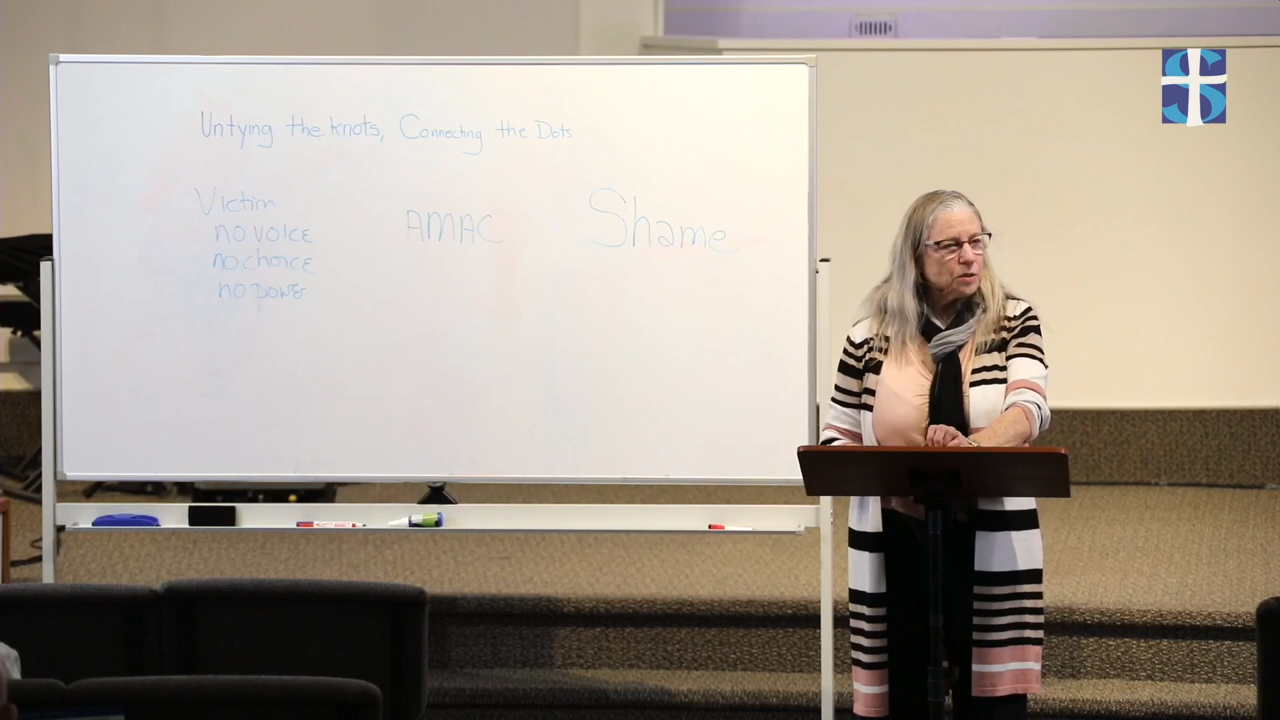 Untying the knots, Connecting the Dots
Victim
no voice
no choice
no power
AMAC
Shame